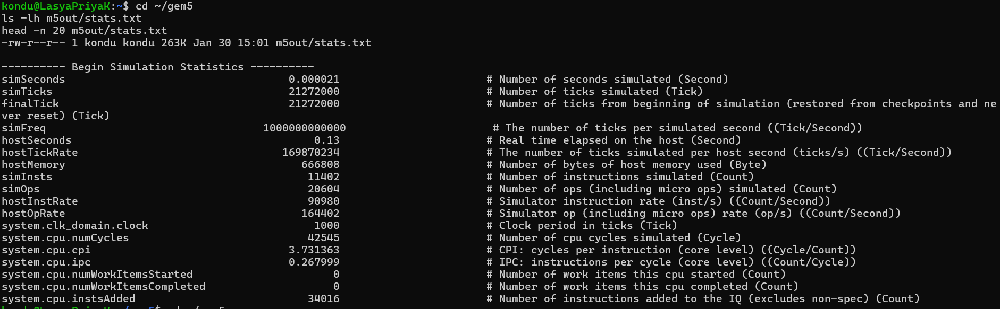 kondu@LasyaPriyaK:~$ cd ~/gem5
ls -lh m5out/stats.txt
head -n 20 m5out/stats.txt
-rw-r--r-- 1 kondu kondu 263K Jan 30 15:01 m5out/stats.txt
---------- Begin Simulation Statistics ----------
simSeconds 0.000021 # Number of seconds simulated (Second)
simTicks 21272000 # Number of ticks simulated (Tick)
finalTick 21272000 # Number of ticks from beginning of simulation (restored from checkpoints and ne
ver reset) (Tick)
simFreq 1000000000000 # The number of ticks per simulated second ((Tick/Second))
hostSeconds 0.13 # Real time elapsed on the host (Second)
hostTickRate 169870234 # The number of ticks simulated per host second (ticks/s) ((Tick/Second))
hostMemory 666808 # Number of bytes of host memory used (Byte)
simInsts 11402 # Number of instructions simulated (Count)
simOps 20604 # Number of ops (including micro ops) simulated (Count)
hostInstRate 90980 # Simulator instruction rate (inst/s) ((Count/Second))
hostOpRate 164402 # Simulator op (including micro ops) rate (op/s) ((Count/Second))
system.clk_domain.clock 1000 # Clock period in ticks (Tick)
system.cpu.numCycles 42545 # Number of cpu cycles simulated (Cycle)
system.cpu.cpi 3.731363 # CPI: cycles per instruction (core level) ((Cycle/Count))
system.cpu.ipc 0.267999 # IPC: instructions per cycle (core level) ((Count/Cycle))
system.cpu.numWorkItemsStarted 0 # Number of work items this cpu started (Count)
system.cpu.numWorkItemsCompleted 0 # Number of work items this cpu completed (Count)
system.cpu.instsAdded 34016 # Number of instructions added to the IQ (excludes non-spec) (Count)